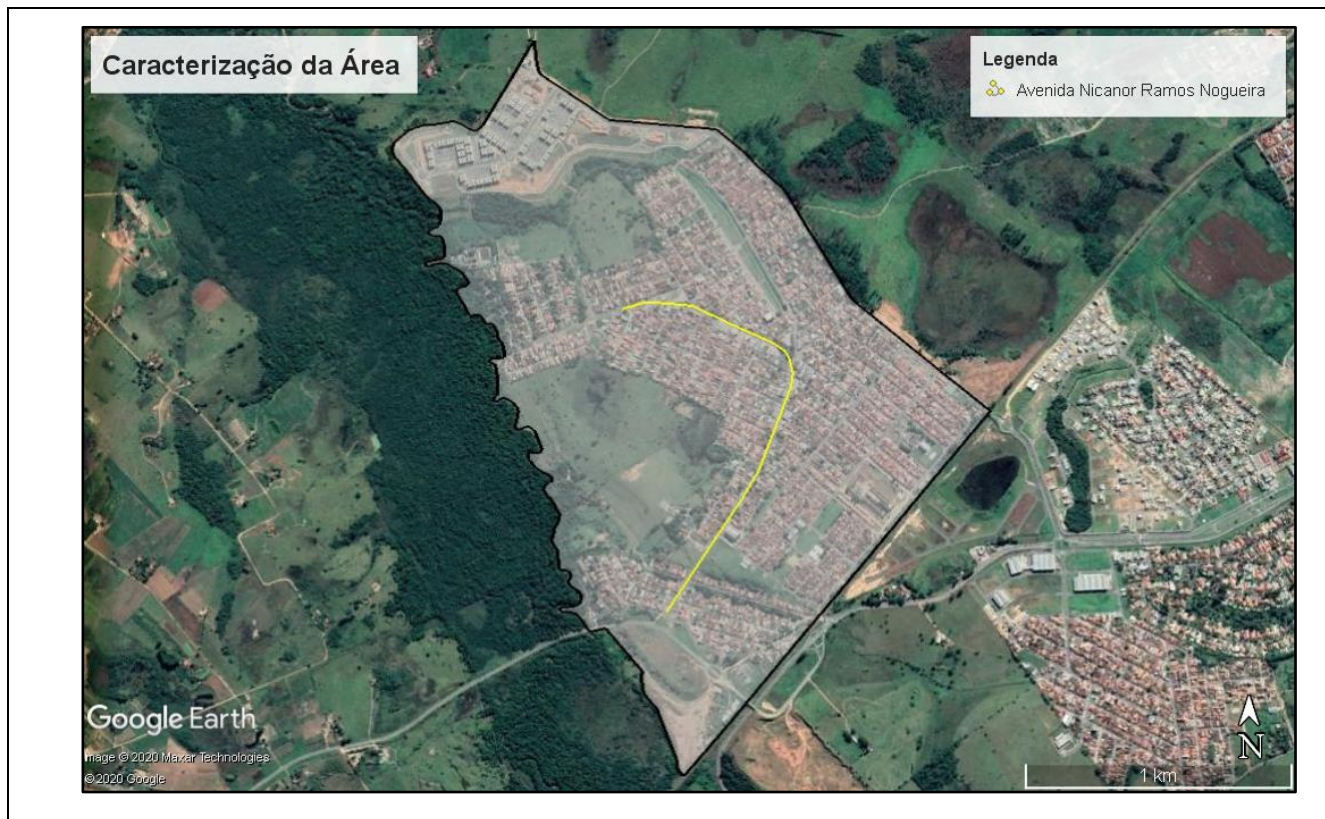 Caracterização da Área
Legenda
Avenida Nicanor Ramos Nogueira
Google Earth
mage © 2020 Maxar Technologies
©2020 Google
N
1 km